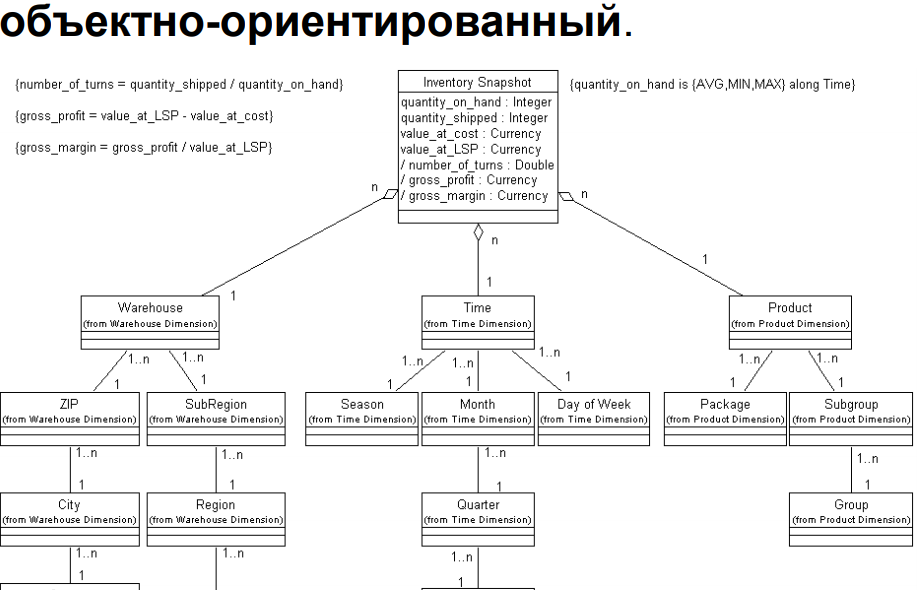 объектно-ориентированный.
{number_of_turns = quantity_shipped / quantity_on_hand}
{gross_profit = value_at_LSP - value_at_cost}
{gross_margin = gross_profit / value_at_LSP}
Inventory Snapshot
quantity_on_hand : Integer
quantity_shipped : Integer
value_at_cost : Currency
value_at_LSP : Currency
/ number_of_turns : Double
/ gross_profit : Currency
/ gross_margin : Currency
{quantity_on_hand is {AVG,MIN,MAX} along Time}
n
n
n
1
1
1
Warehouse
(from Warehouse Dimension)
Time
(from Time Dimension)
Product
(from Product Dimension)
1..n
1..n
1..n
1..n
1..n
1..n
1..n
1
1
1
1
1
1
1
ZIP
(from Warehouse Dimension)
SubRegion
(from Warehouse Dimension)
Season
(from Time Dimension)
Month
(from Time Dimension)
Day of Week
(from Time Dimension)
Package
(from Product Dimension)
Subgroup
(from Product Dimension)
1..n
1..n
1..n
1..n
1
1
1
1
City
(from Warehouse Dimension)
Region
(from Warehouse Dimension)
Quarter
(from Time Dimension)
Group
(from Product Dimension)
1..n
1..n
1..n
1
1